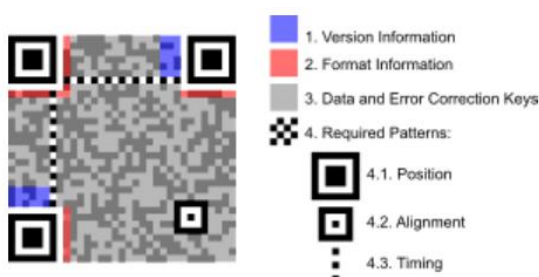 1. Version Information
2. Format Information
3. Data and Error Correction Keys
4. Required Patterns:
4.1. Position
4.2. Alignment
4.3. Timing